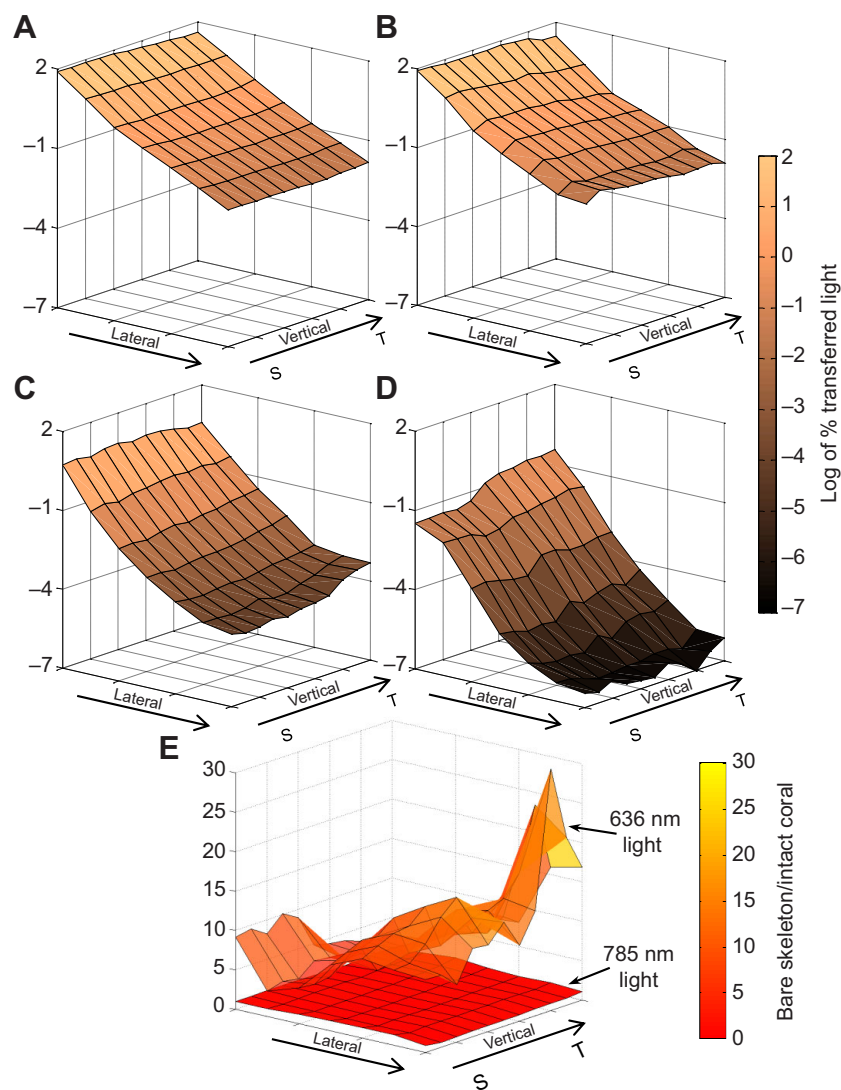 A
B
2
–1
–4
–7
Lateral
Vertical
S
T
2
–1
–4
–7
Lateral
Vertical
S
T
2
1
0
–1
–2
–3
–4
–5
–6
–7
Log of % transferred light
C
D
2
–1
–4
–7
Lateral
Vertical
S
T
2
–1
–4
–7
Lateral
Vertical
S
T
E
30
25
20
15
10
5
0
Lateral
Vertical
S
T
636 nm
light
785 nm
light
30
25
20
15
10
5
0
Bare skeleton/intact coral